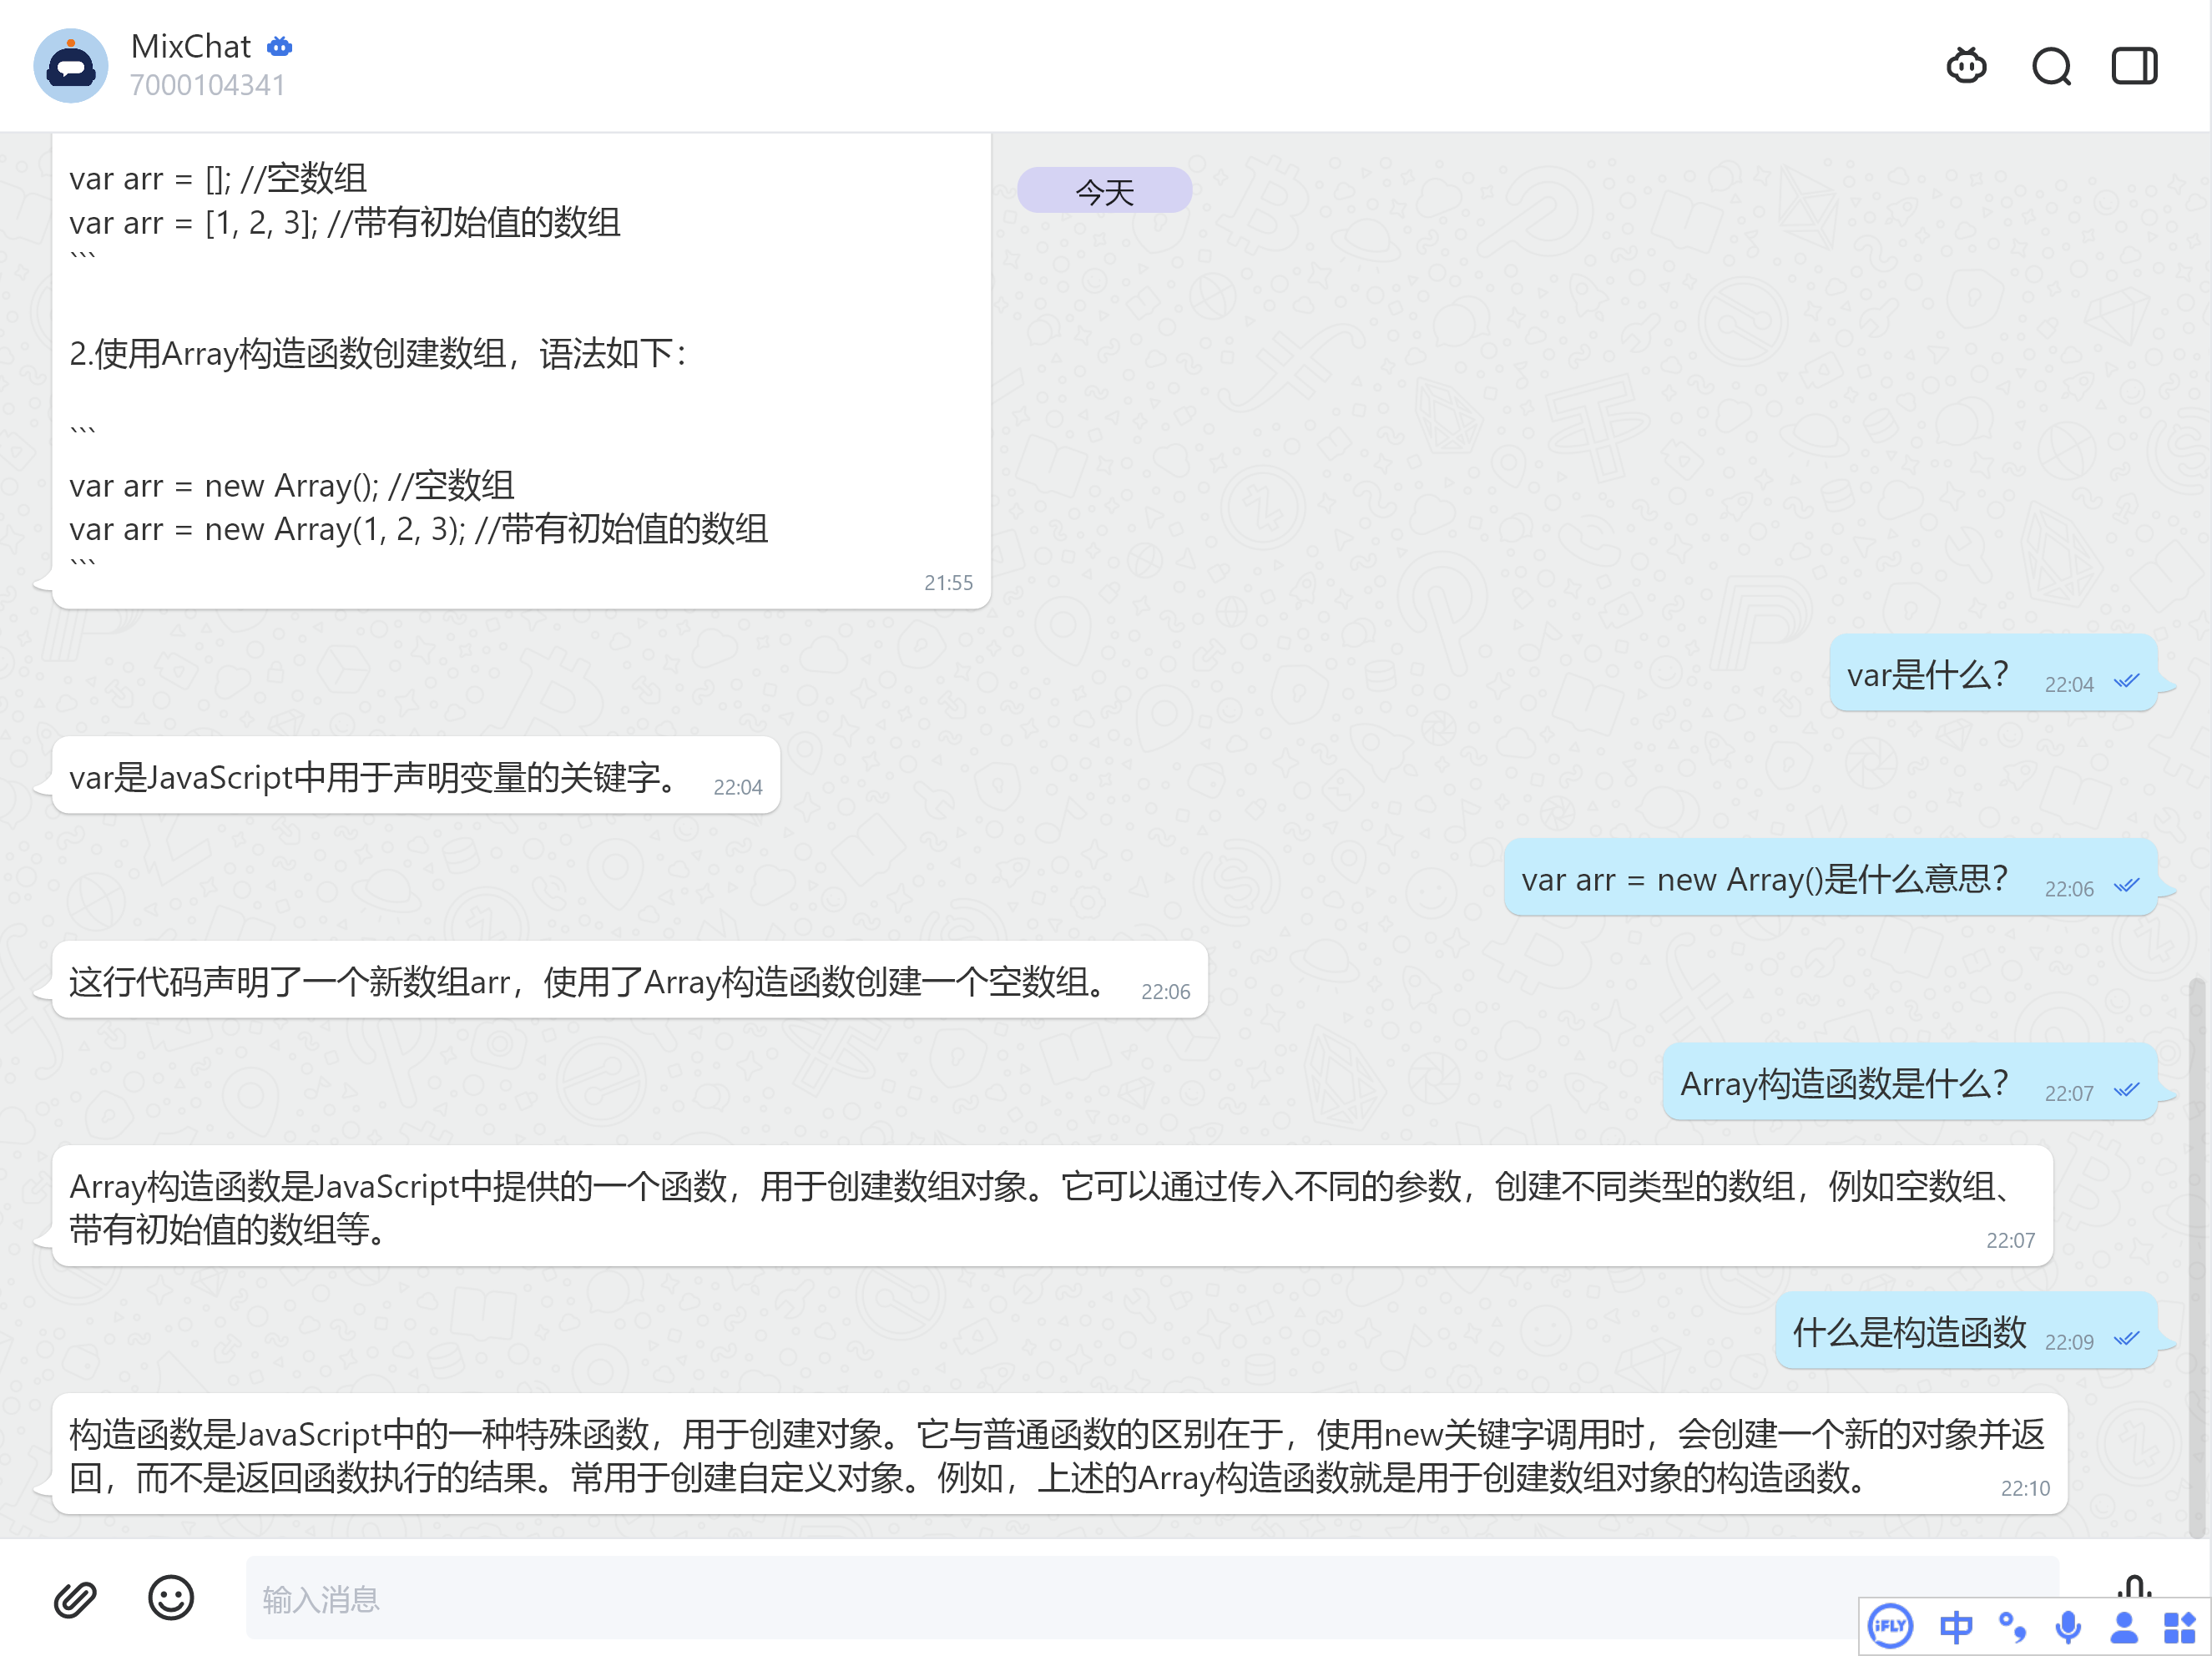 MixChat
7000104341
今天
var arr = []; //空数组
var arr = [1, 2, 3]; //带有初始值的数组
```
2.使用Array构造函数创建数组，语法如下：
```
var arr = new Array(); //空数组
var arr = new Array(1, 2, 3); //带有初始值的数组
```
21:55
var是什么？ 22:04
var是JavaScript中用于声明变量的关键字。 22:04
var arr = new Array()是什么意思？ 22:06
这行代码声明了一个新数组arr，使用了Array构造函数创建一个空数组。 22:06
Array构造函数是什么？ 22:07
Array构造函数是JavaScript中提供的一个函数，用于创建数组对象。它可以通过传入不同的参数，创建不同类型的数组，例如空数组、
带有初始值的数组等。 22:07
什么是构造函数 22:09
构造函数是JavaScript中的一种特殊函数，用于创建对象。它与普通函数的区别在于，使用new关键字调用时，会创建一个新的对象并返
回，而不是返回函数执行的结果。常用于创建自定义对象。例如，上述的Array构造函数就是用于创建数组对象的构造函数。 22:10
输入消息
iFLY 中